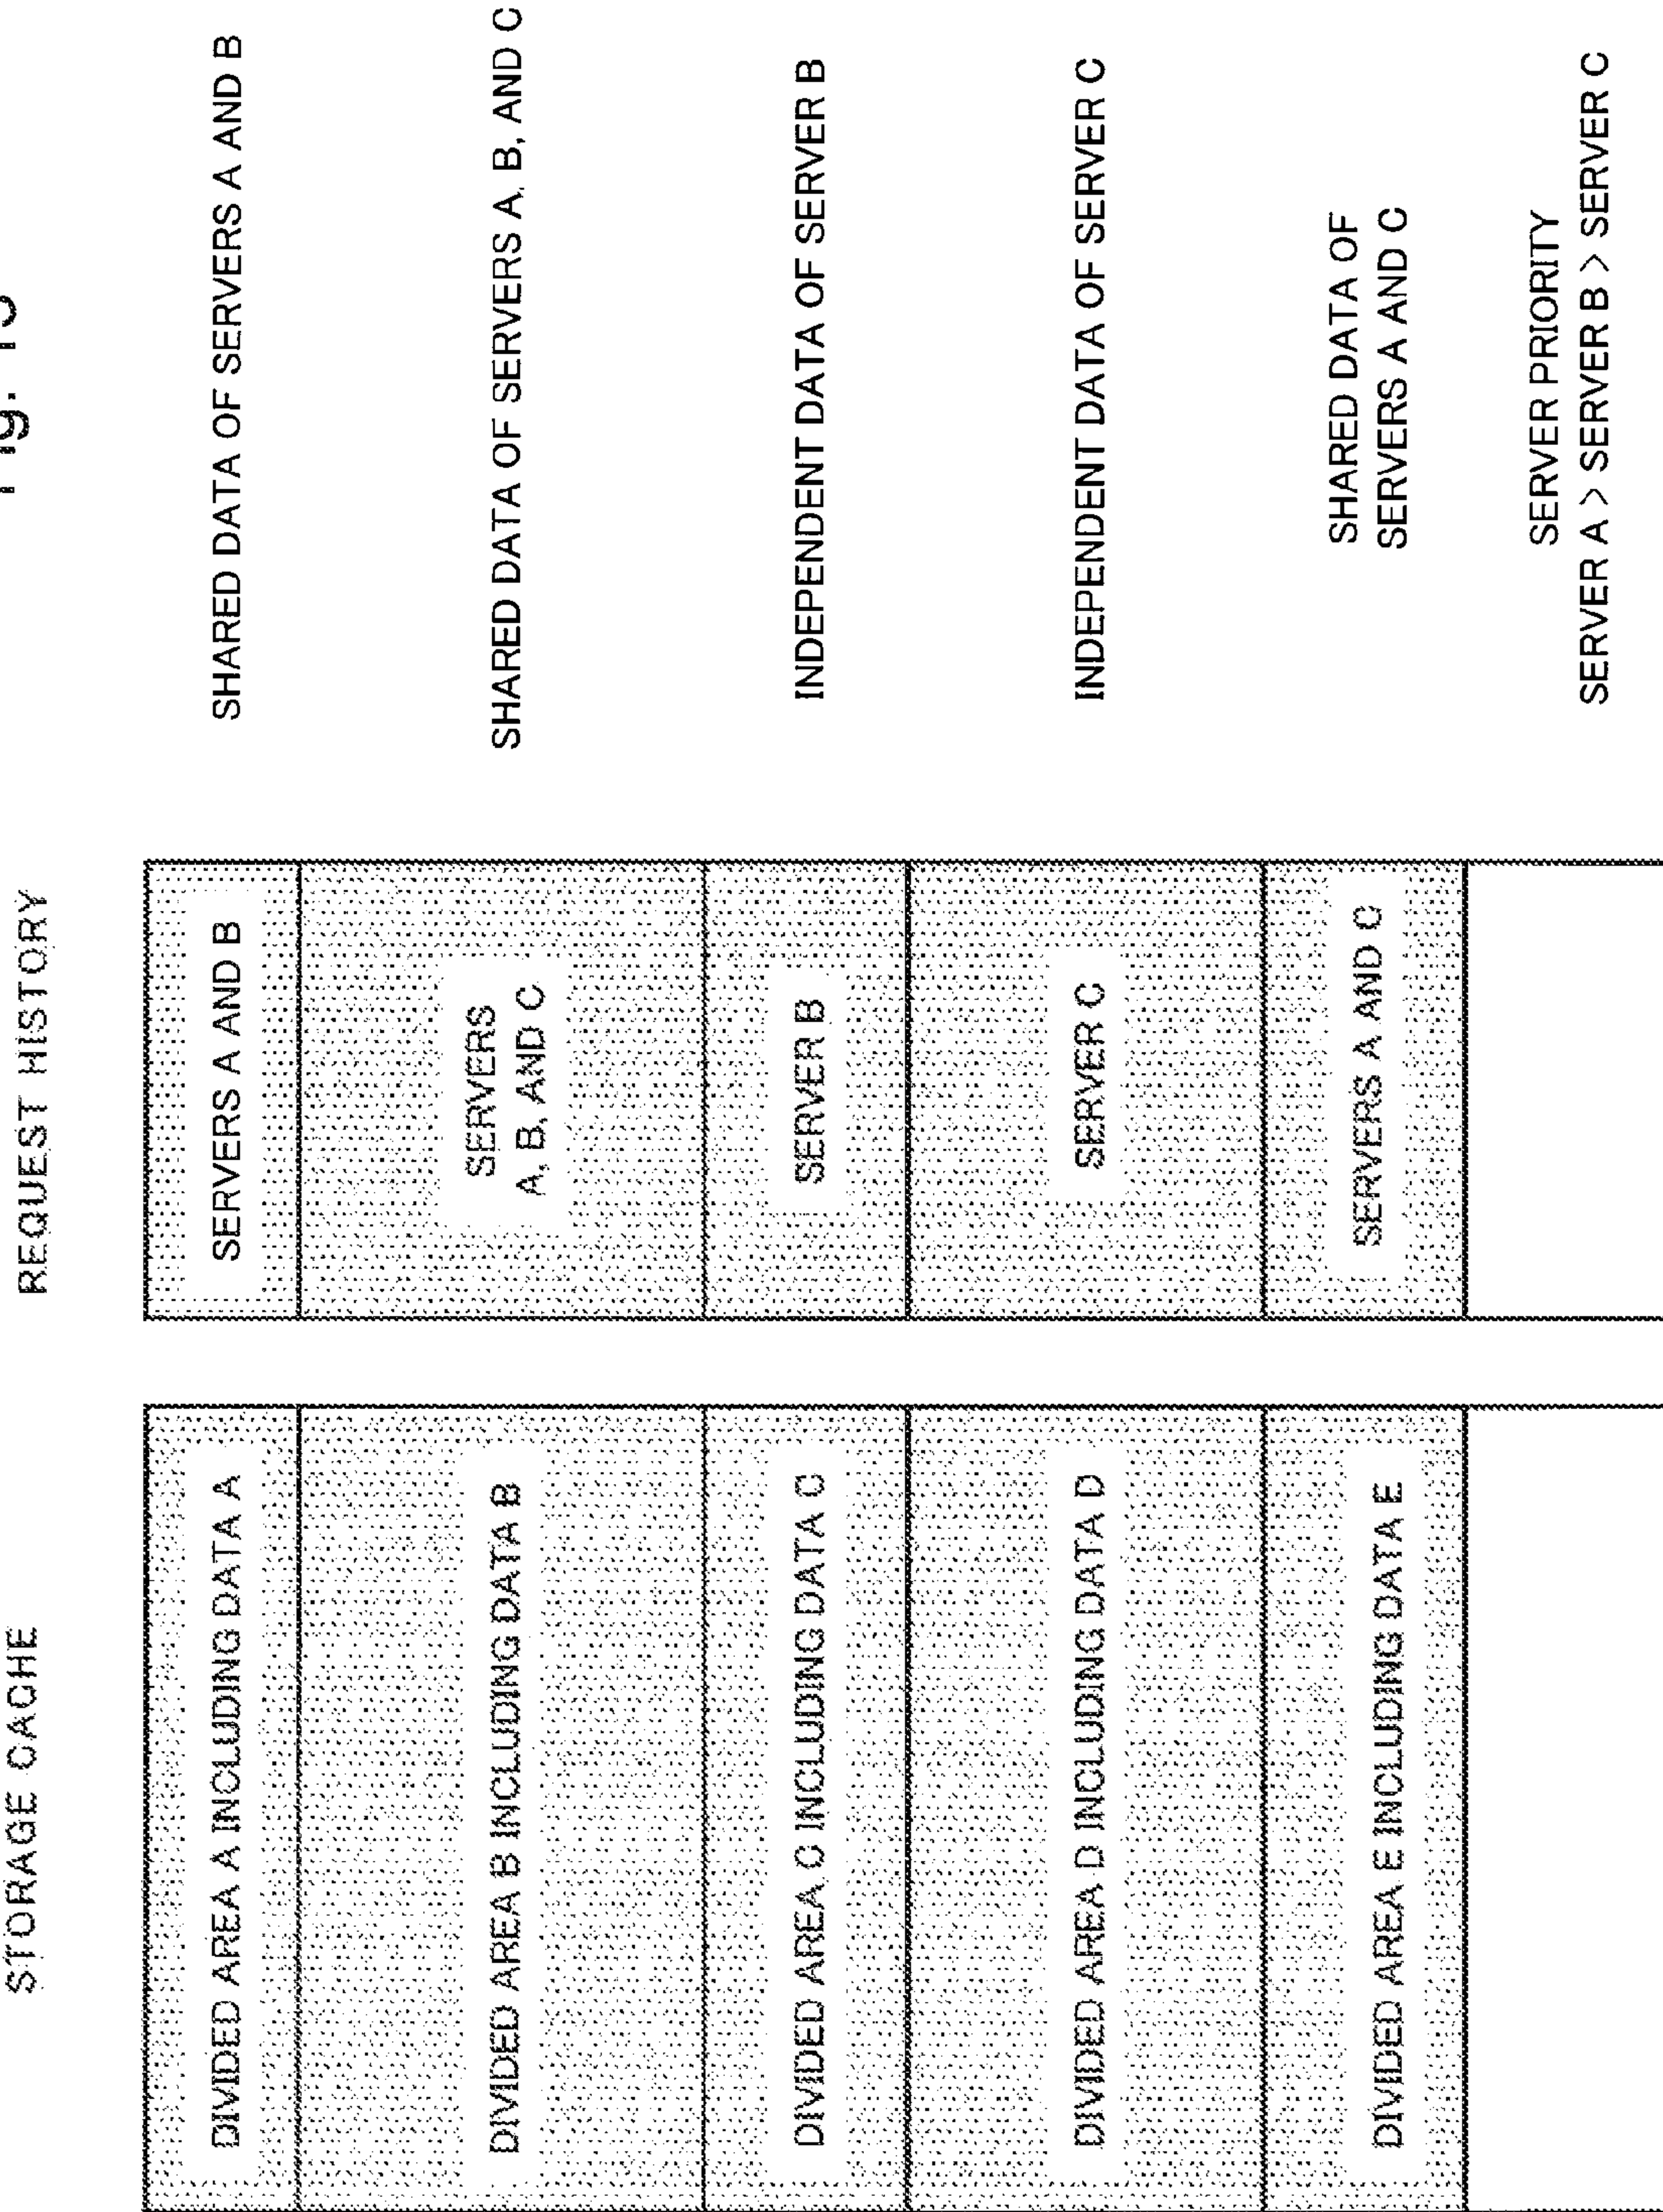 STORAGE CACHE
REQUEST HISTORY
DIVIDED AREA A INCLUDING DATA A
SERVERS A AND B
SHARED DATA OF SERVERS A AND B
DIVIDED AREA B INCLUDING DATA B
SERVERS
A, B, AND C
SHARED DATA OF SERVERS A, B, AND C
DIVIDED AREA C INCLUDING DATA C
SERVER B
INDEPENDENT DATA OF SERVER B
DIVIDED AREA D INCLUDING DATA D
SERVER C
INDEPENDENT DATA OF SERVER C
DIVIDED AREA E INCLUDING DATA E
SERVERS A AND C
SHARED DATA OF
SERVERS A AND C
SERVER PRIORITY
SERVER A > SERVER B > SERVER C